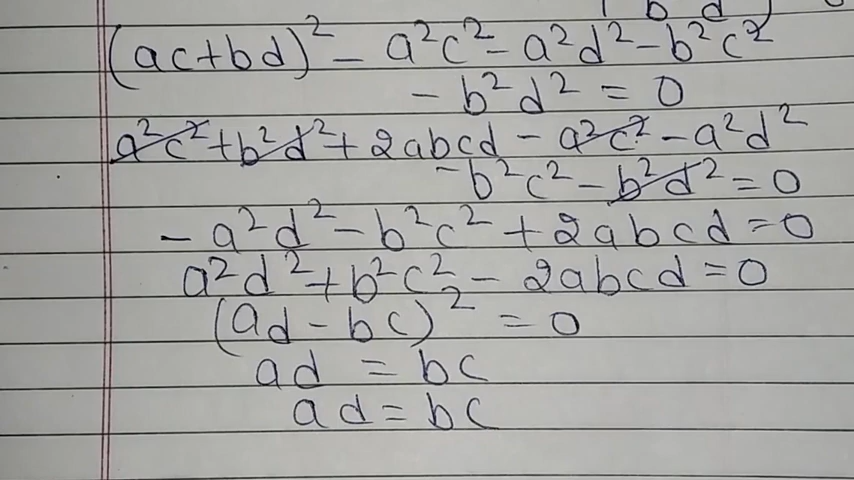 (ac+bd)² - a²c² - a²d² - b²c²
- b²d² = 0
a²c² + b²d² + 2abcd - a²c² - a²d²
- b²c² - b²d² = 0
- a²d² - b²c² + 2abcd = 0
a²d² + b²c² - 2abcd = 0
(ad - bc)² = 0
ad = bc
ad = bc